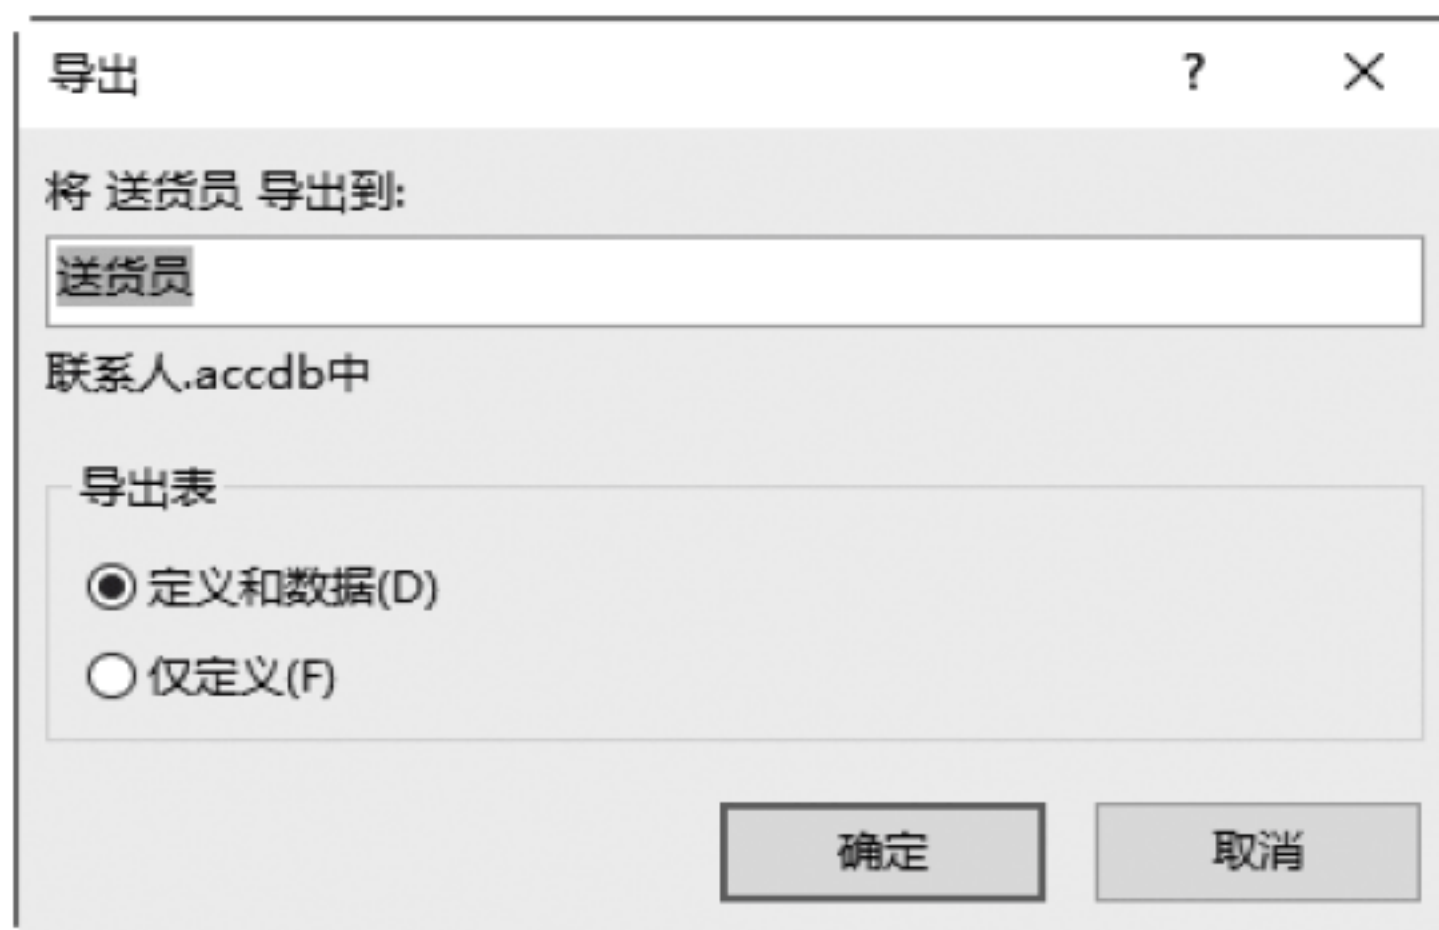 导出 ?
将 送货员 导出到:
送货员
联系人.accdb中
导出表
定义和数据(D)
仅定义(F)
确定 取消